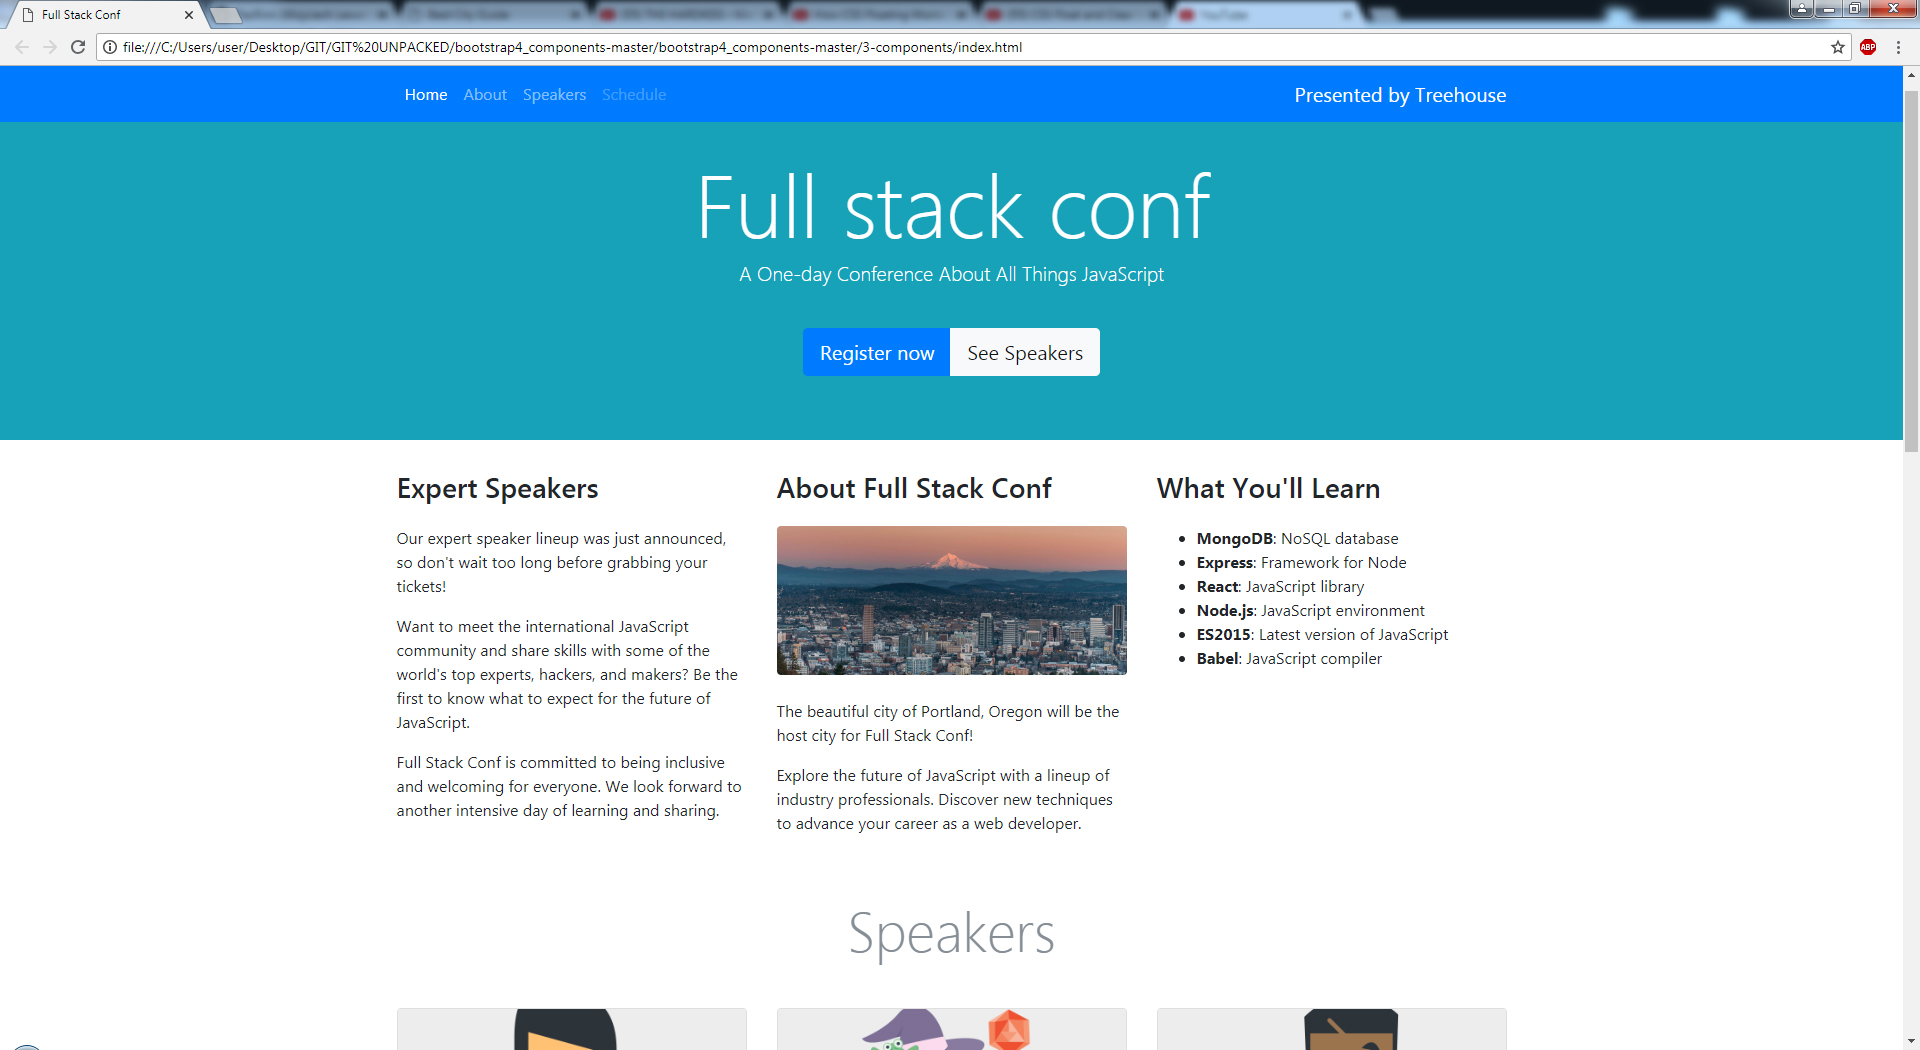 Full Stack Conf
file:///C:/Users/user/Desktop/GIT/GIT%20UNPACKED/bootstrap4_components-master/bootstrap4_components-master/3-components/index.html
ABP
Home About Speakers Schedule Presented by Treehouse
Full stack conf
A One-day Conference About All Things JavaScript
Register now See Speakers
Expert Speakers
Our expert speaker lineup was just announced,
so don't wait too long before grabbing your
tickets!
Want to meet the international JavaScript
community and share skills with some of the
world's top experts, hackers, and makers? Be the
first to know what to expect for the future of
JavaScript.
Full Stack Conf is committed to being inclusive
and welcoming for everyone. We look forward to
another intensive day of learning and sharing.
About Full Stack Conf
The beautiful city of Portland, Oregon will be the
host city for Full Stack Conf!
Explore the future of JavaScript with a lineup of
industry professionals. Discover new techniques
to advance your career as a web developer.
What You'll Learn
MongoDB: NoSQL database
Express: Framework for Node
React: JavaScript library
Node.js: JavaScript environment
ES2015: Latest version of JavaScript
Babel: JavaScript compiler
Speakers